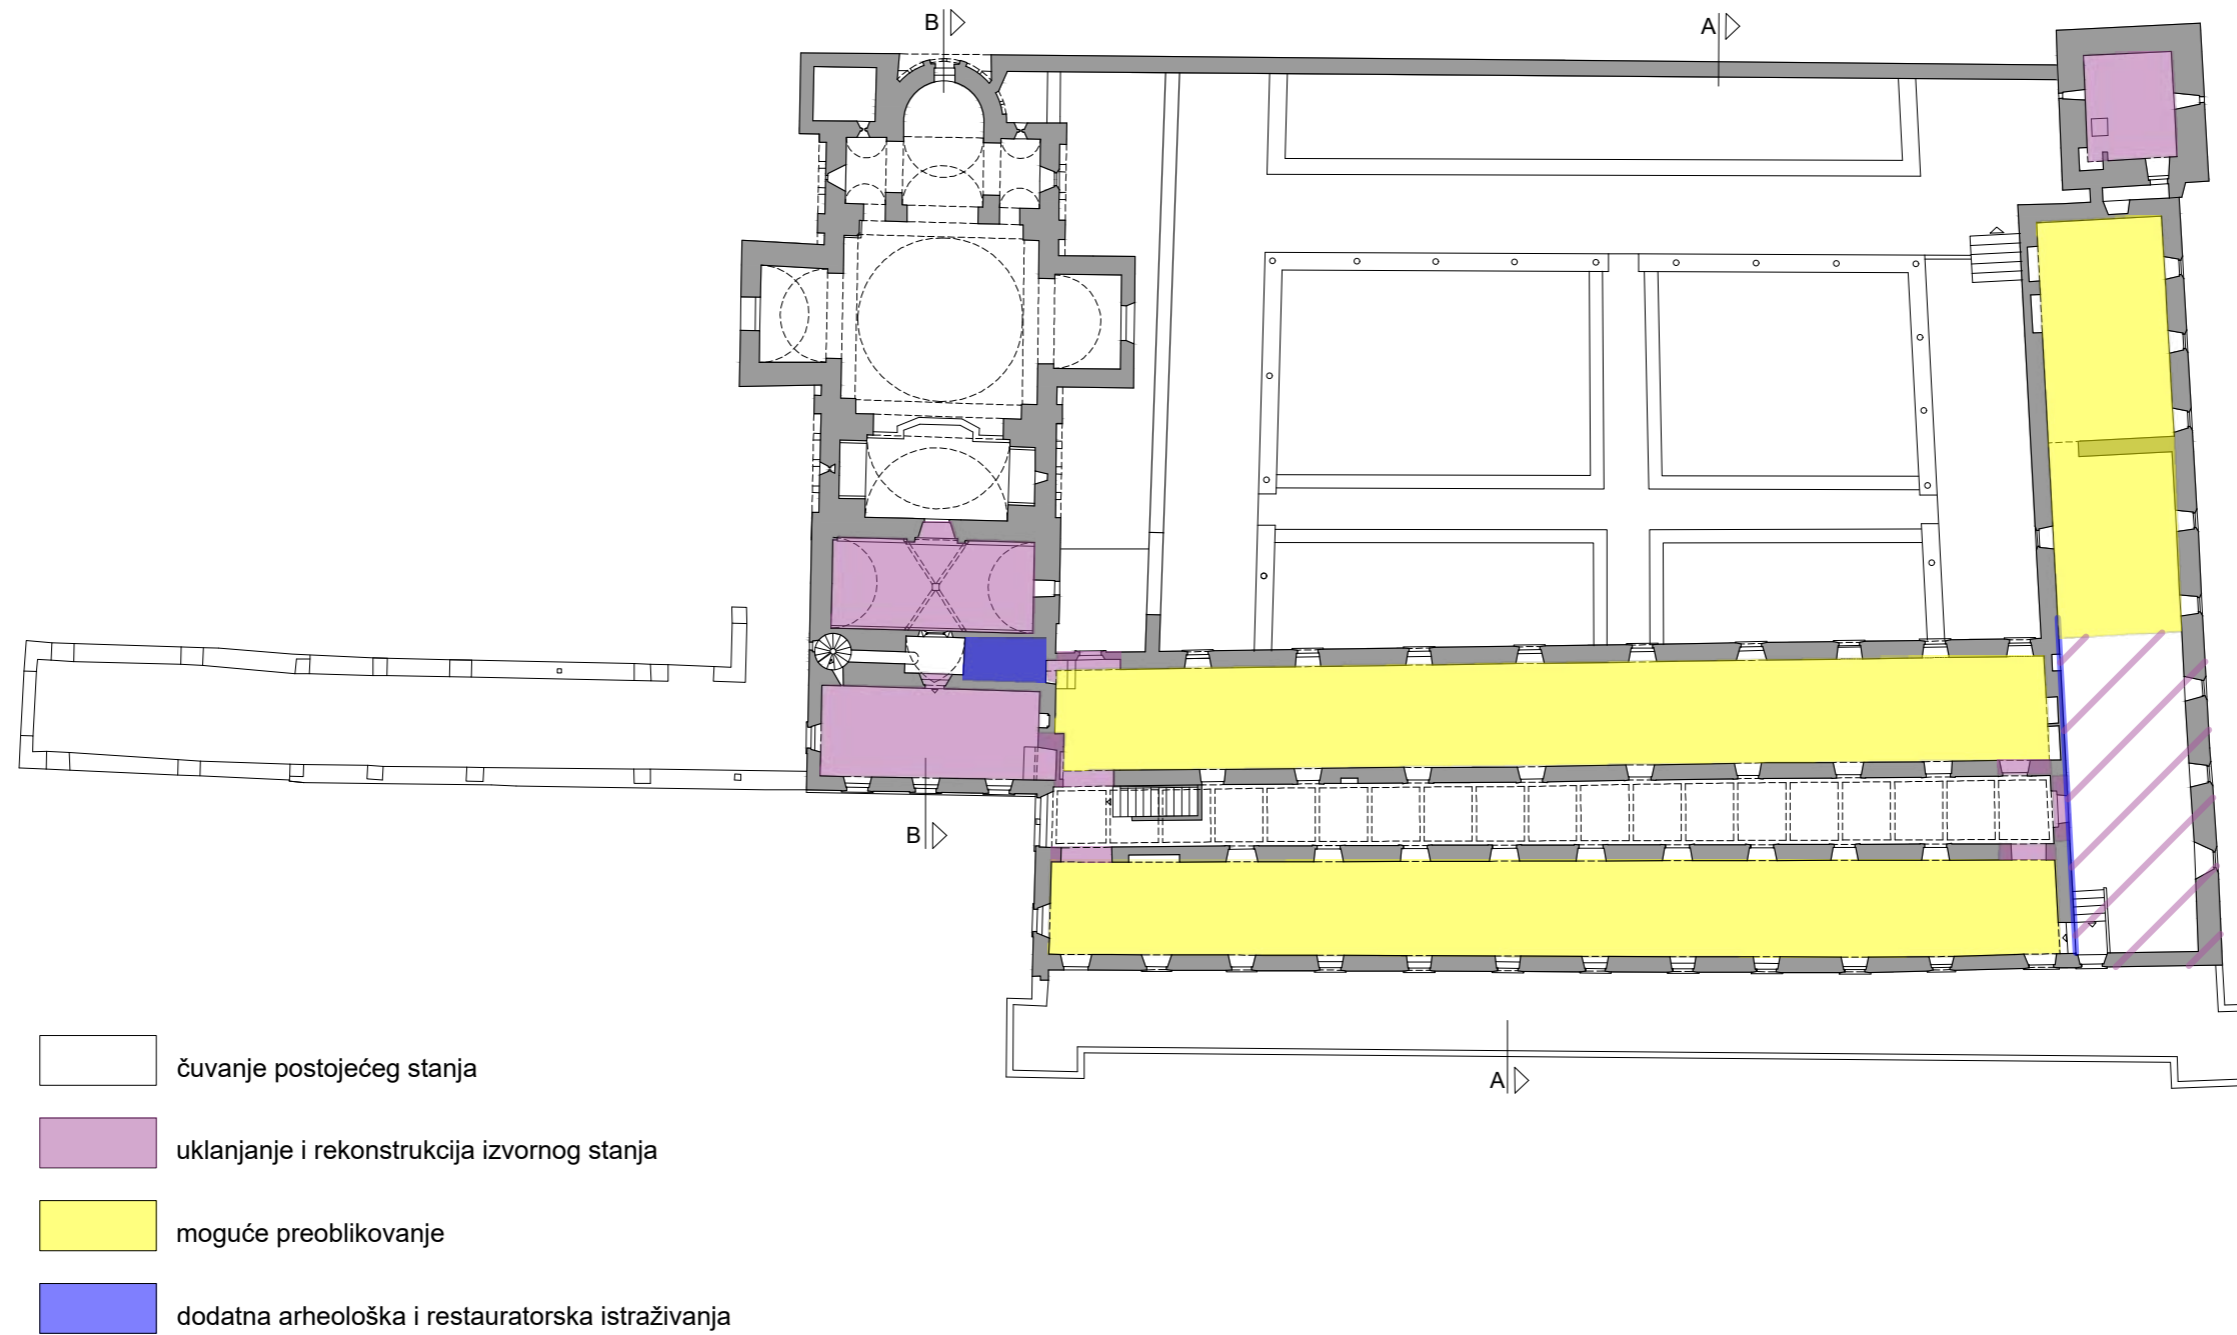 B
A
B
A
čuvanje postojećeg stanja
uklanjanje i rekonstrukcija izvornog stanja
moguće preoblikovanje
dodatna arheološka i restauratorska istraživanja